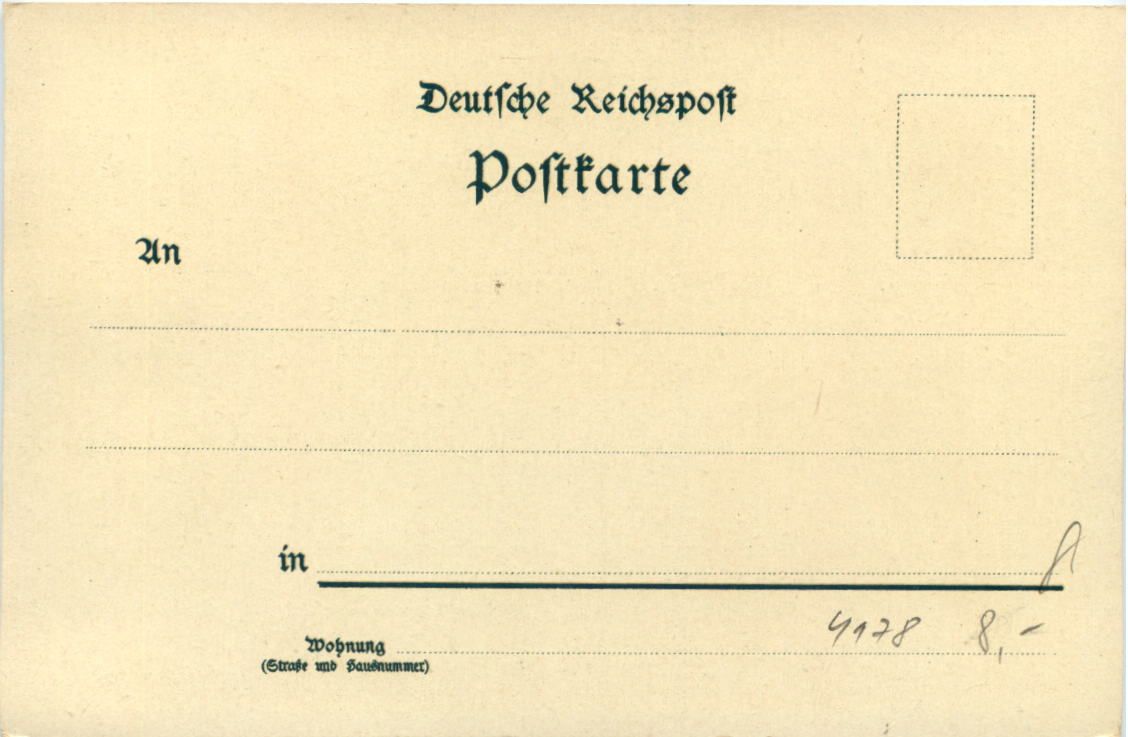 Deutſche Reichspoſt
Poſtkarte
An
in
4178 8,-
Wohnung
(Straße und Hausnummer)